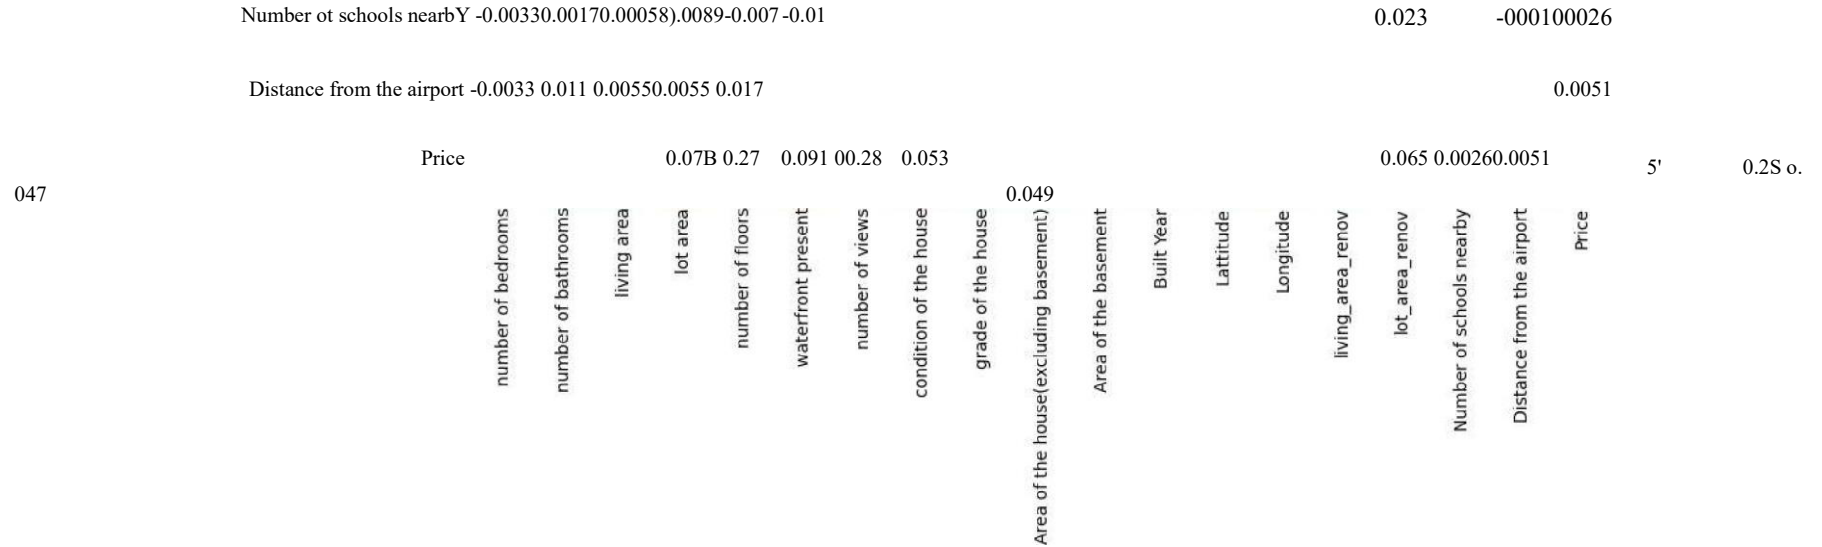 Number ot schools nearbY -0.00330.00170.00058).0089-0.007 -0.01 0.023 -000100026
Distance from the airport -0.0033 0.011 0.00550.0055 0.017 0.0051
Price 0.07B 0.27 0.091 00.28 0.053 0.065 0.00260.0051 5' 0.2S o.
047 0.049
number of bedrooms
number of bathrooms
living area
lot area
number of floors
waterfront present
number of views
condition of the house
grade of the house
Area of the house(excluding basement)
Area of the basement
Built Year
Lattitude
Longitude
living_area_renov
lot_area_renov
Number of schools nearby
Distance from the airport
Price